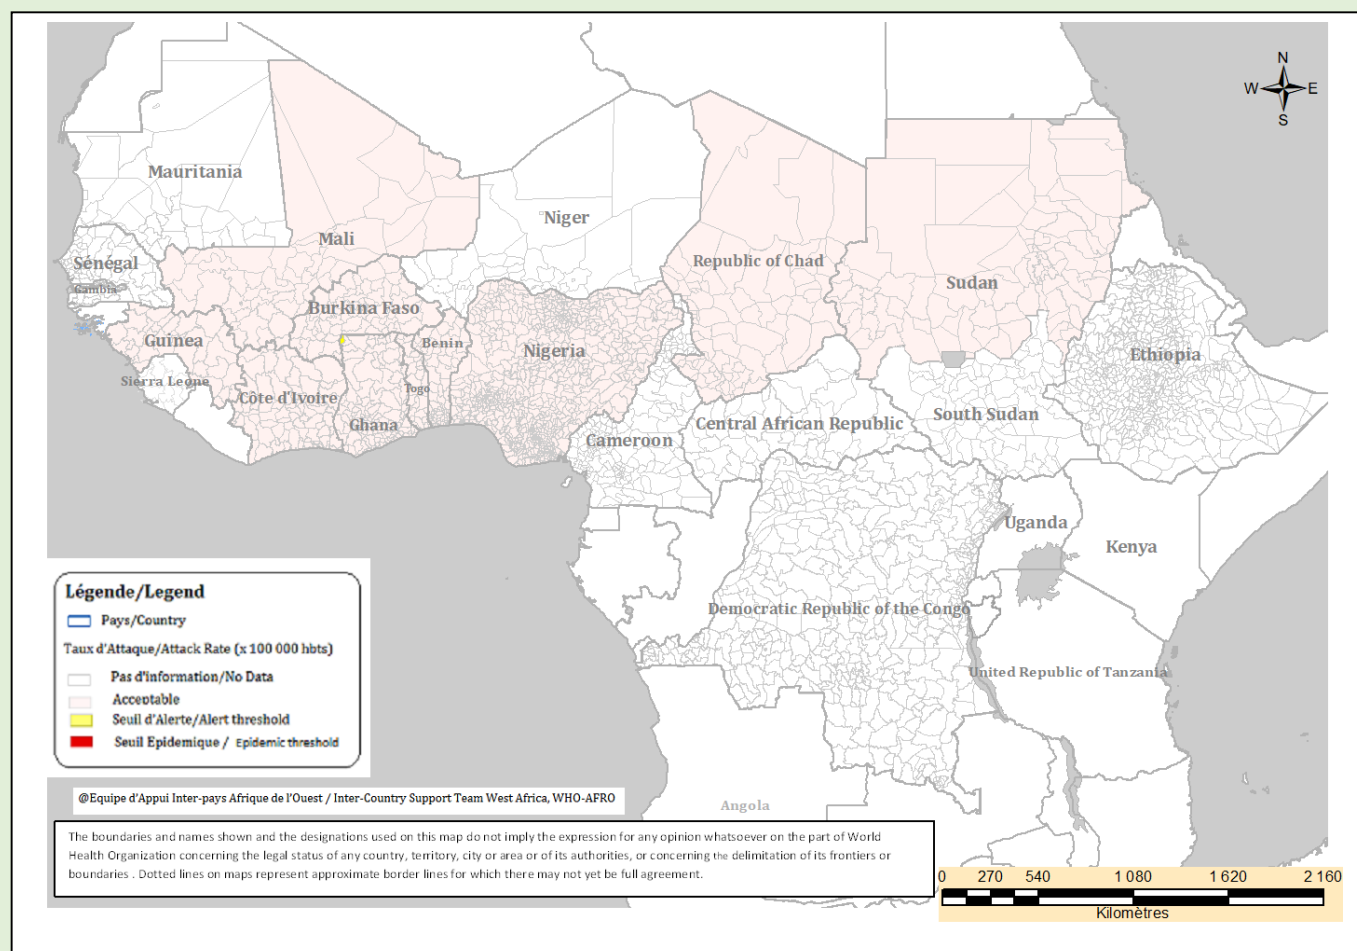 N
W E
S
Mauritania
Niger
Mali
Sénégal
Republic of Chad
Sudan
Gambia
Burkina Faso
Guinea
Benin
Nigeria
Ethiopia
Sierra Leone
Togo
Côte d'Ivoire
South Sudan
Ghana
Central African Republic
Cameroon
Uganda
Kenya
Democratic Republic of the Congo
United Republic of Tanzania
Angola
Légende/Legend
Pays/Country
Taux d'Attaque/Attack Rate (x 100 000 hbts)
Pas d'information/No Data
Acceptable
Seuil d'Alerte/Alert threshold
Seuil Epidemique / Epidemic threshold
@Equipe d'Appui Inter-pays Afrique de l'Ouest / Inter-Country Support Team West Africa, WHO-AFRO
The boundaries and names shown and the designations used on this map do not imply the expression for any opinion whatsoever on the part of World
Health Organization concerning the legal status of any country, territory, city or area or of its authorities, or concerning the delimitation of its frontiers or
boundaries . Dotted lines on maps represent approximate border lines for which there may not yet be full agreement.
0 270 540 1 080 1 620 2 160
Kilomètres